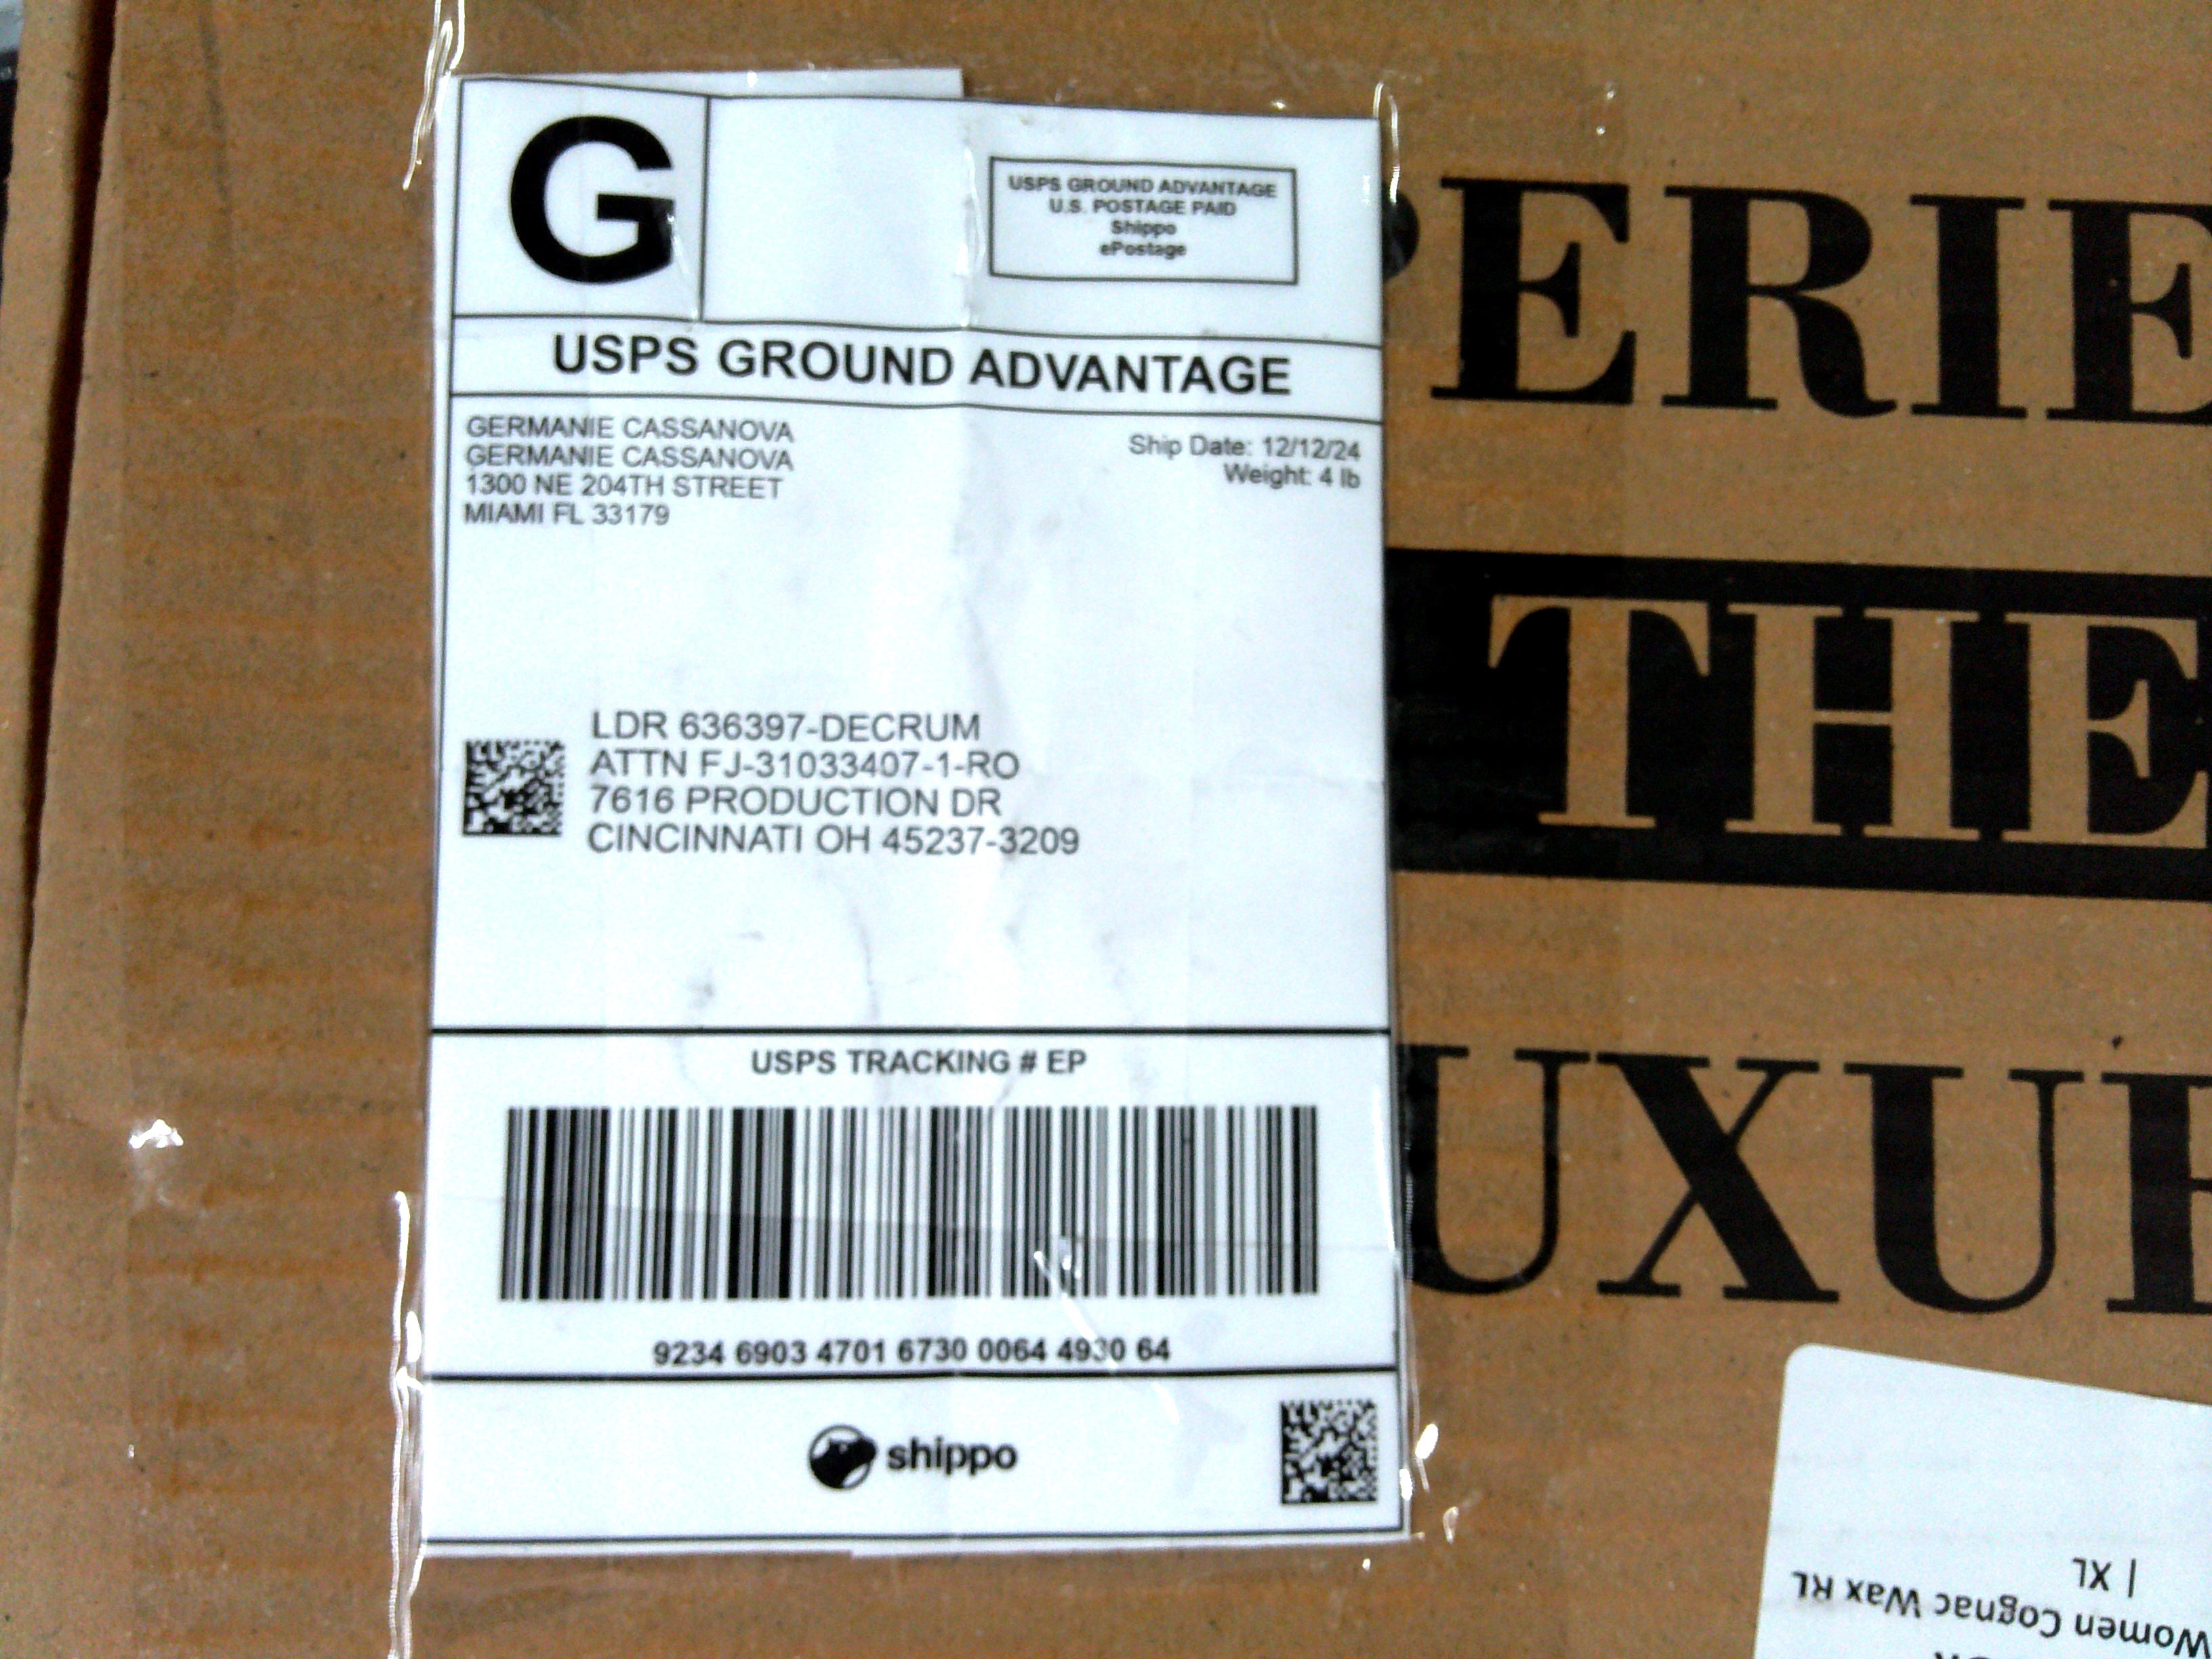 G
USPS GROUND ADVANTAGE
U.S. POSTAGE PAID
Shippo
ePostage
USPS GROUND ADVANTAGE
GERMANIE CASSANOVA
GERMANIE CASSANOVA
1300 NE 204TH STREET
MIAMI FL 33179
Ship Date: 12/12/24
Weight: 4 lb
LDR 636397-DECRUM
ATTN FJ-31033407-1-RO
7616 PRODUCTION DR
CINCINNATI OH 45237-3209
USPS TRACKING # EP
9234 6903 4701 6730 0064 4930 64
shippo
PERIE
THE
UXUR
Women Cognac Wax RL
| XL